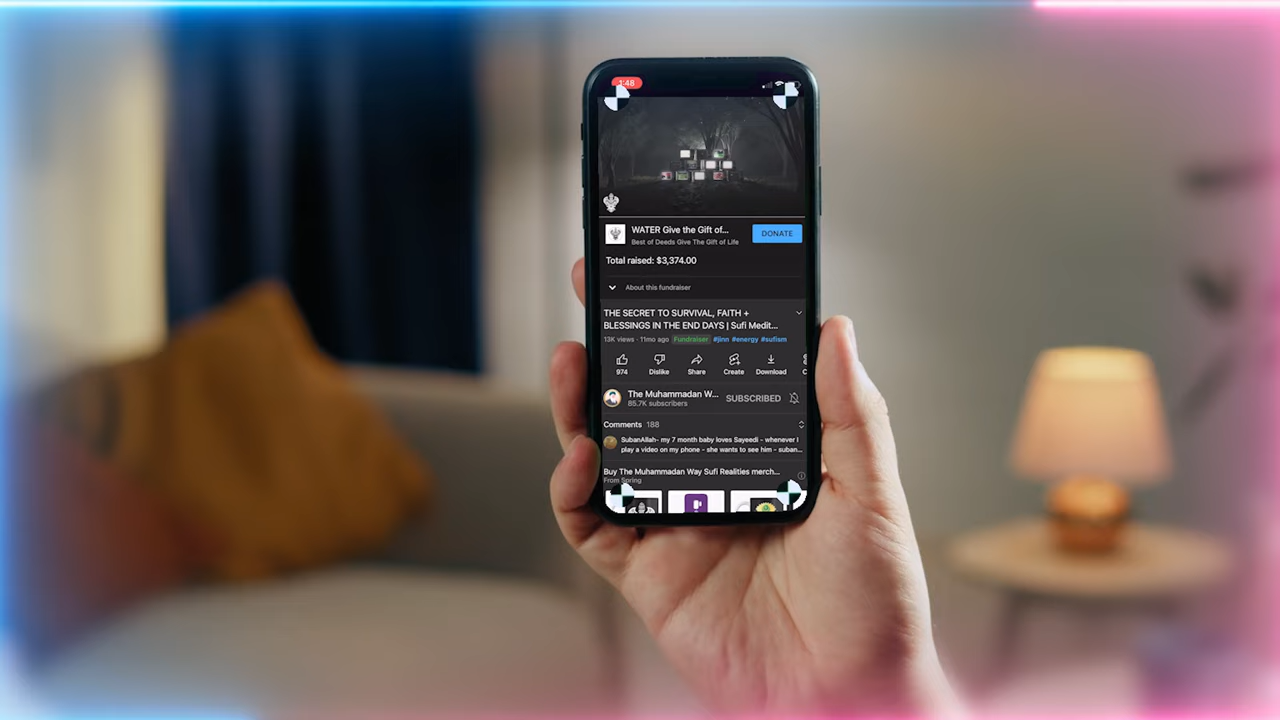 1:48
WATER Give the Gift of...
Best of Deeds Give The Gift of Life
DONATE
Total raised: $3,374.00
About this fundraiser
THE SECRET TO SURVIVAL, FAITH +
BLESSINGS IN THE END DAYS | Sufi Medit...
13K views · 11mo ago Fundraiser #jinn #energy #sufism
974 Dislike Share Create Download C
The Muhammadan W...
85.7K subscribers
SUBSCRIBED
Comments 188
SubanAllah- my 7 month baby loves Sayeedi - whenever I
play a video on my phone - she wants to see him - suban...
Buy The Muhammadan Way Sufi Realities merch...
From Spring